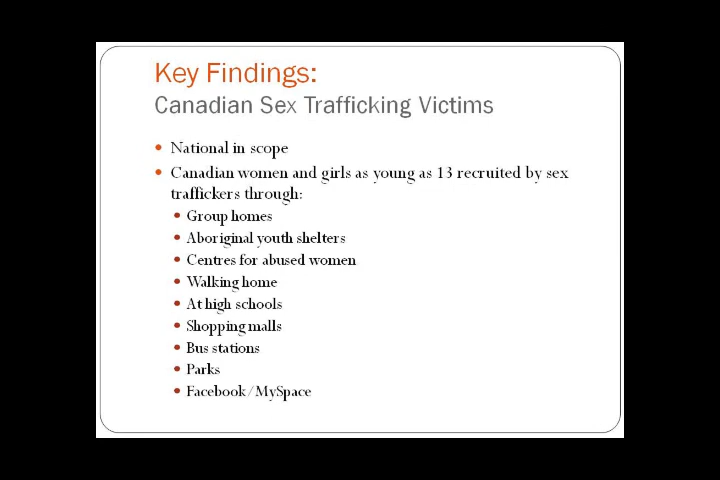 Key Findings:
Canadian Sex Trafficking Victims
• National in scope
• Canadian women and girls as young as 13 recruited by sex
traffickers through:
• Group homes
• Aboriginal youth shelters
• Centres for abused women
• Walking home
• At high schools
• Shopping malls
• Bus stations
• Parks
• Facebook/MySpace